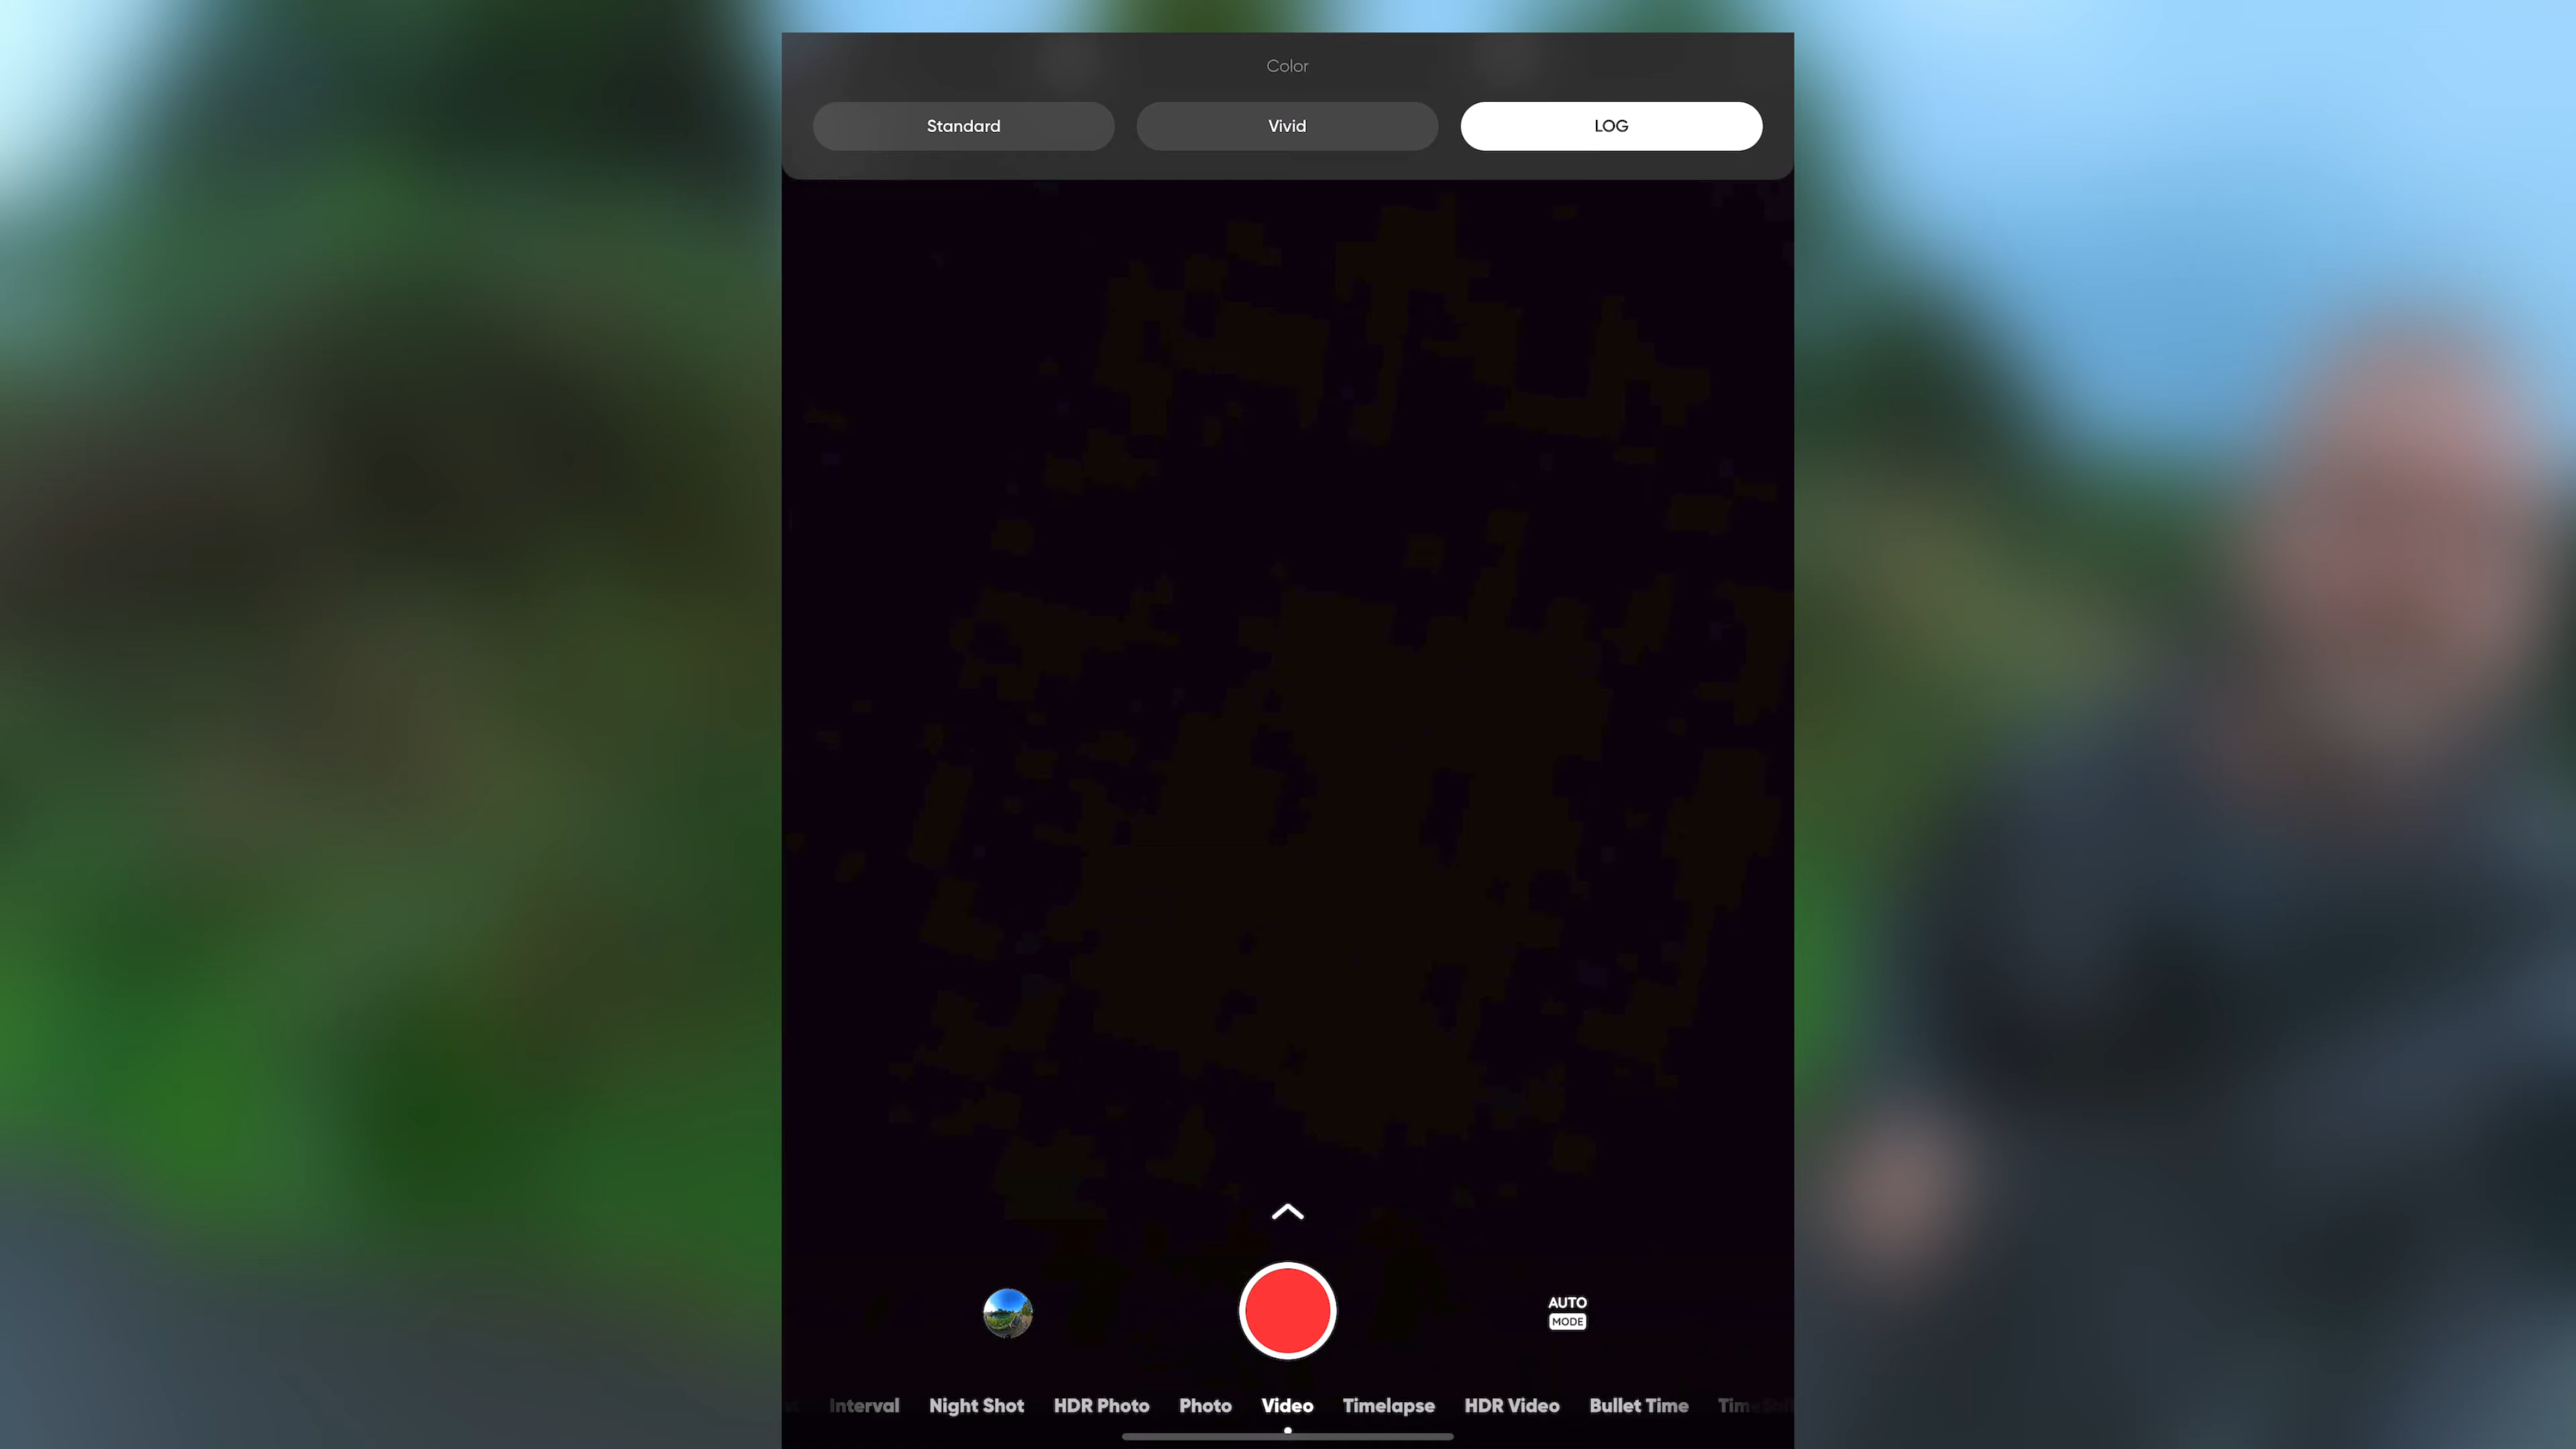 Color
Standard Vivid LOG
AUTO
MODE
Interval Night Shot HDR Photo Photo Video Timelapse HDR Video Bullet Time